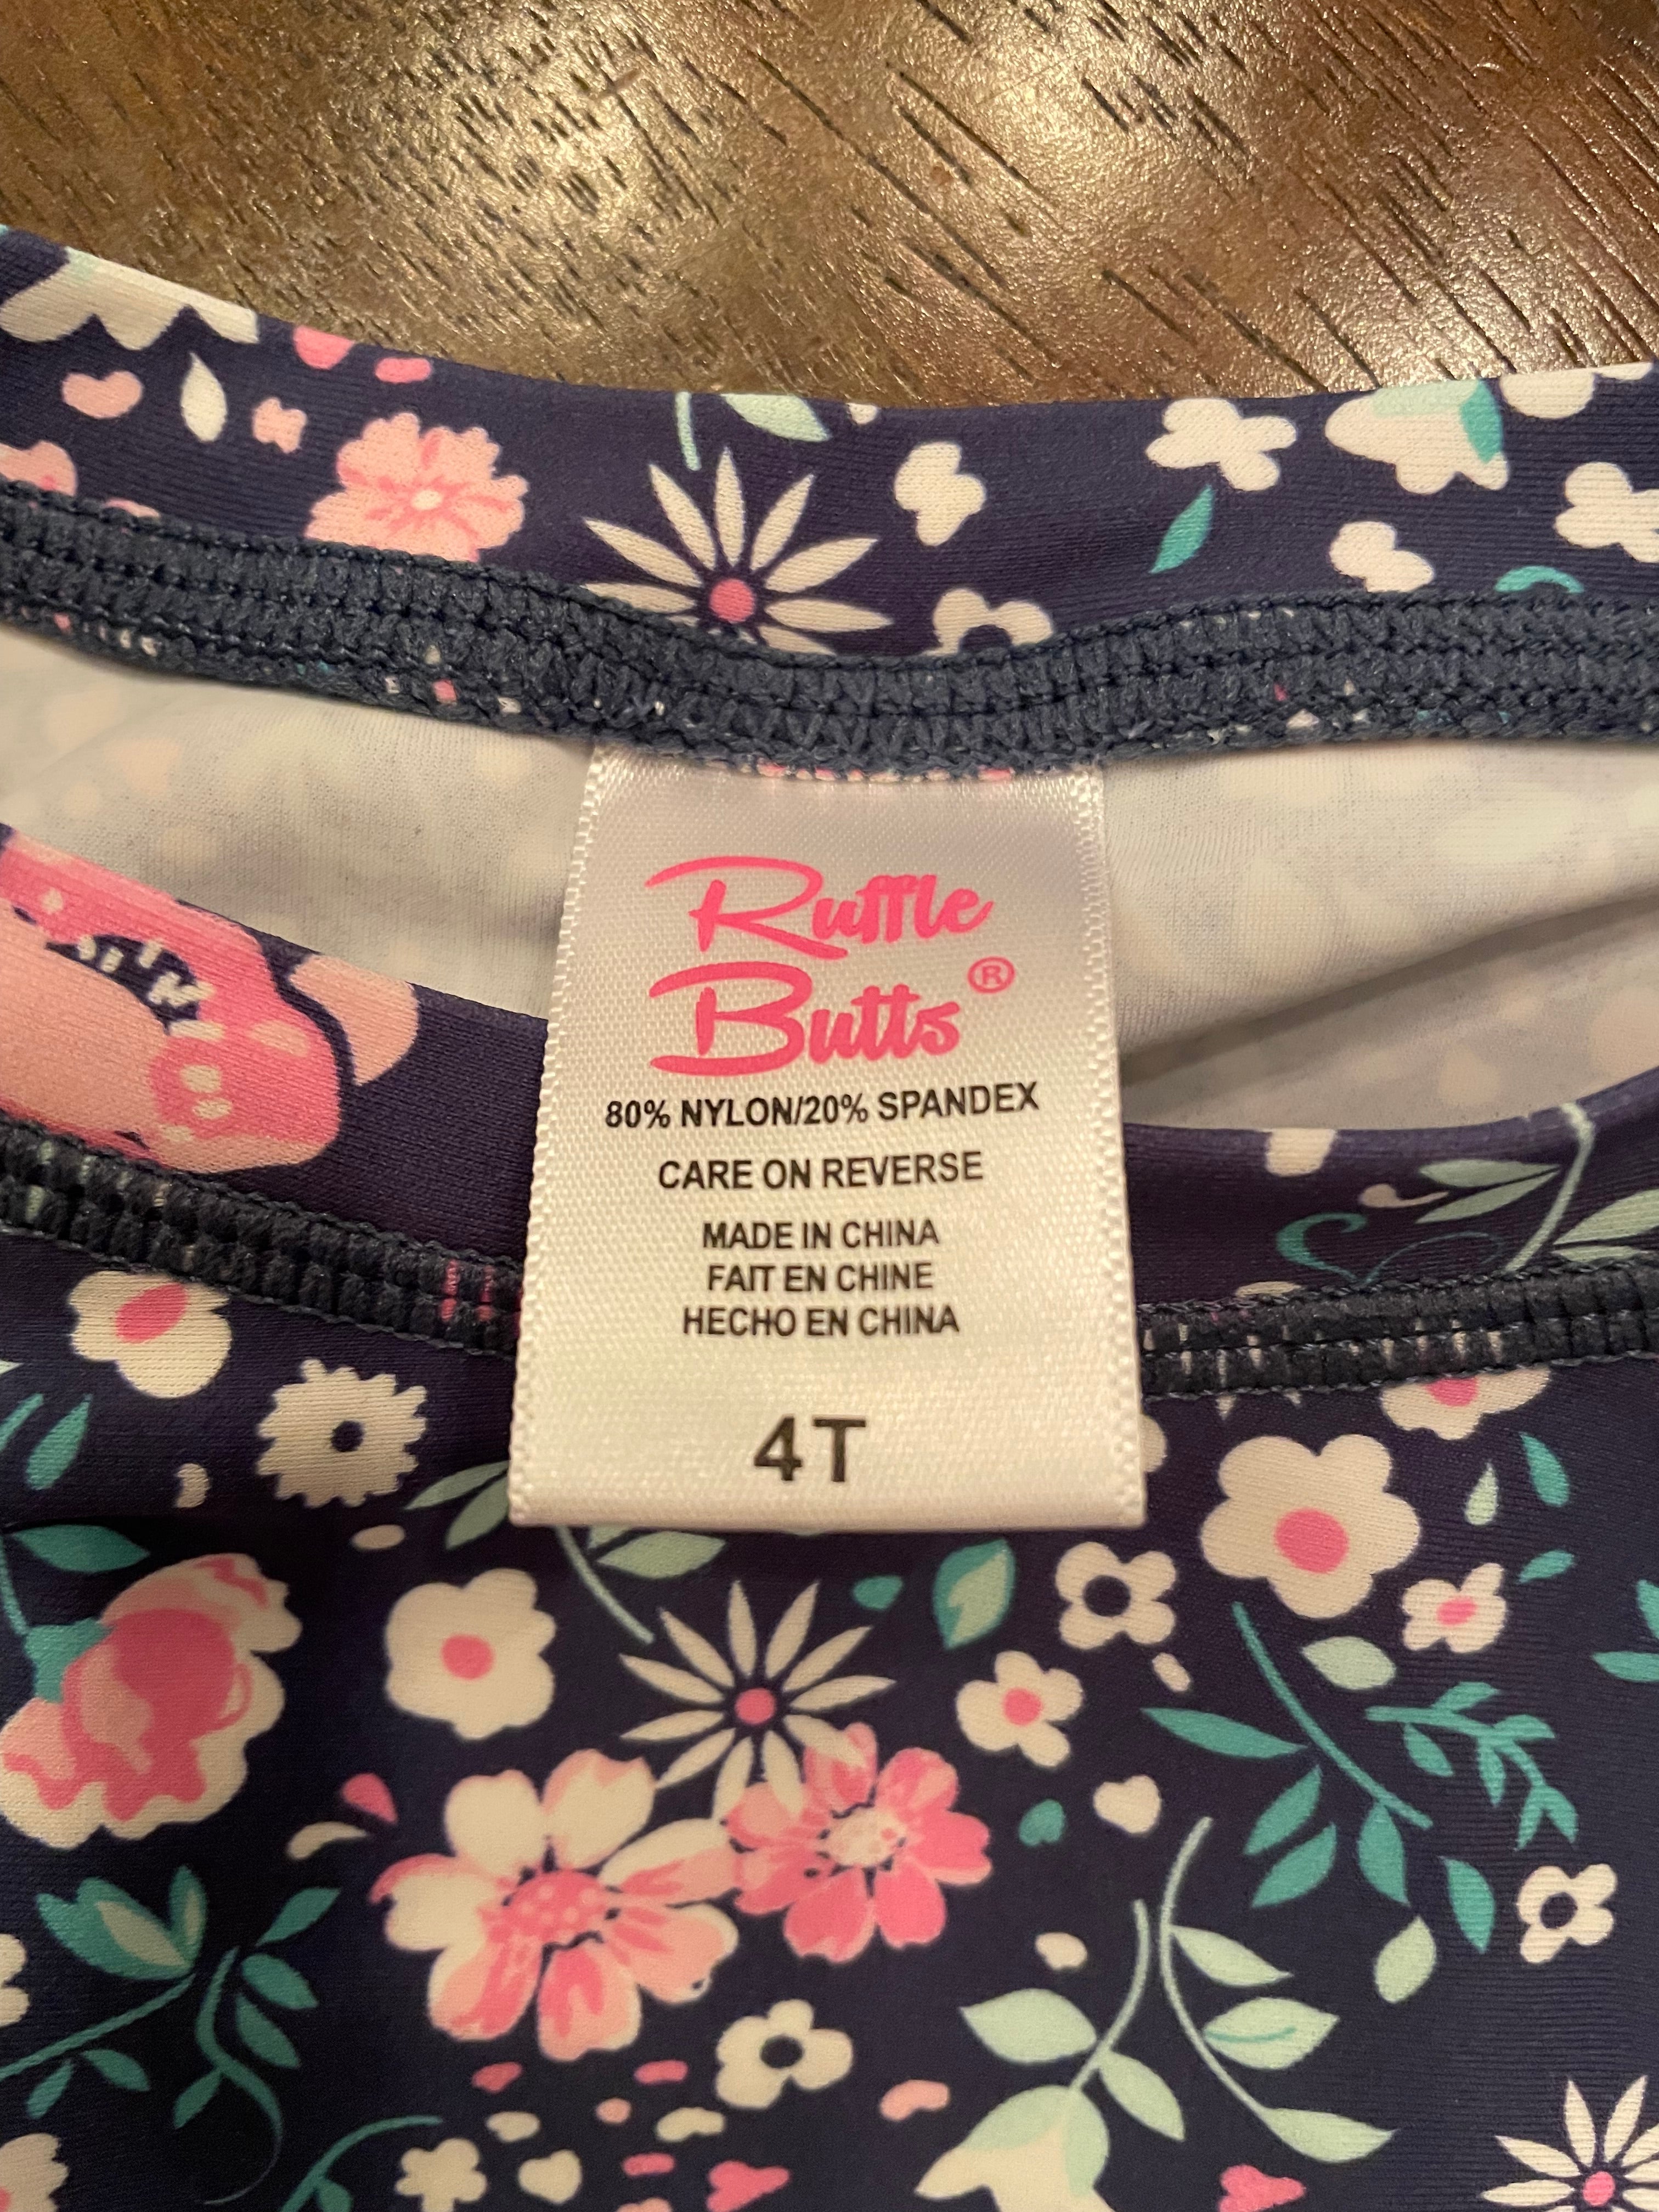 Ruffle
Butts®
80% NYLON/20% SPANDEX
CARE ON REVERSE
MADE IN CHINA
FAIT EN CHINE
HECHO EN CHINA
4T